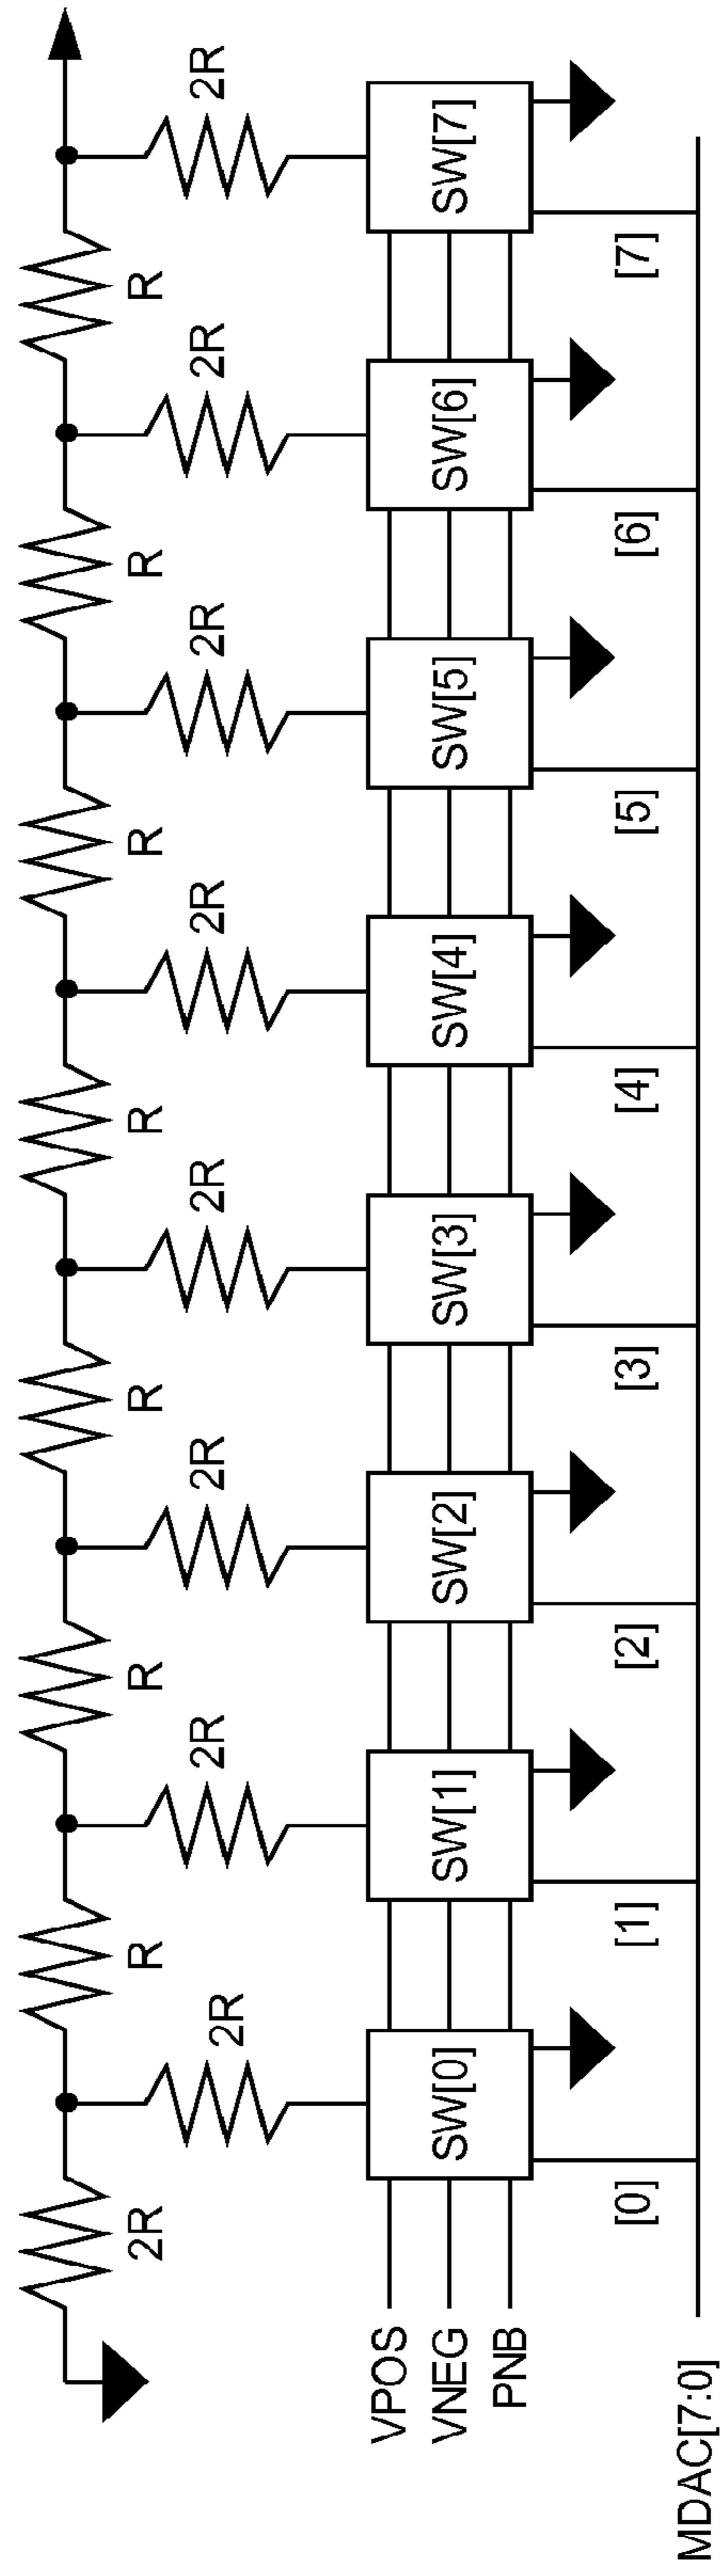 2R
R
R
R
R
R
R
R
2R
2R
2R
2R
2R
2R
2R
2R
VPOS
VNEG
PNB
SW[0]
SW[1]
SW[2]
SW[3]
SW[4]
SW[5]
SW[6]
SW[7]
[0]
[1]
[2]
[3]
[4]
[5]
[6]
[7]
MDAC[7:0]